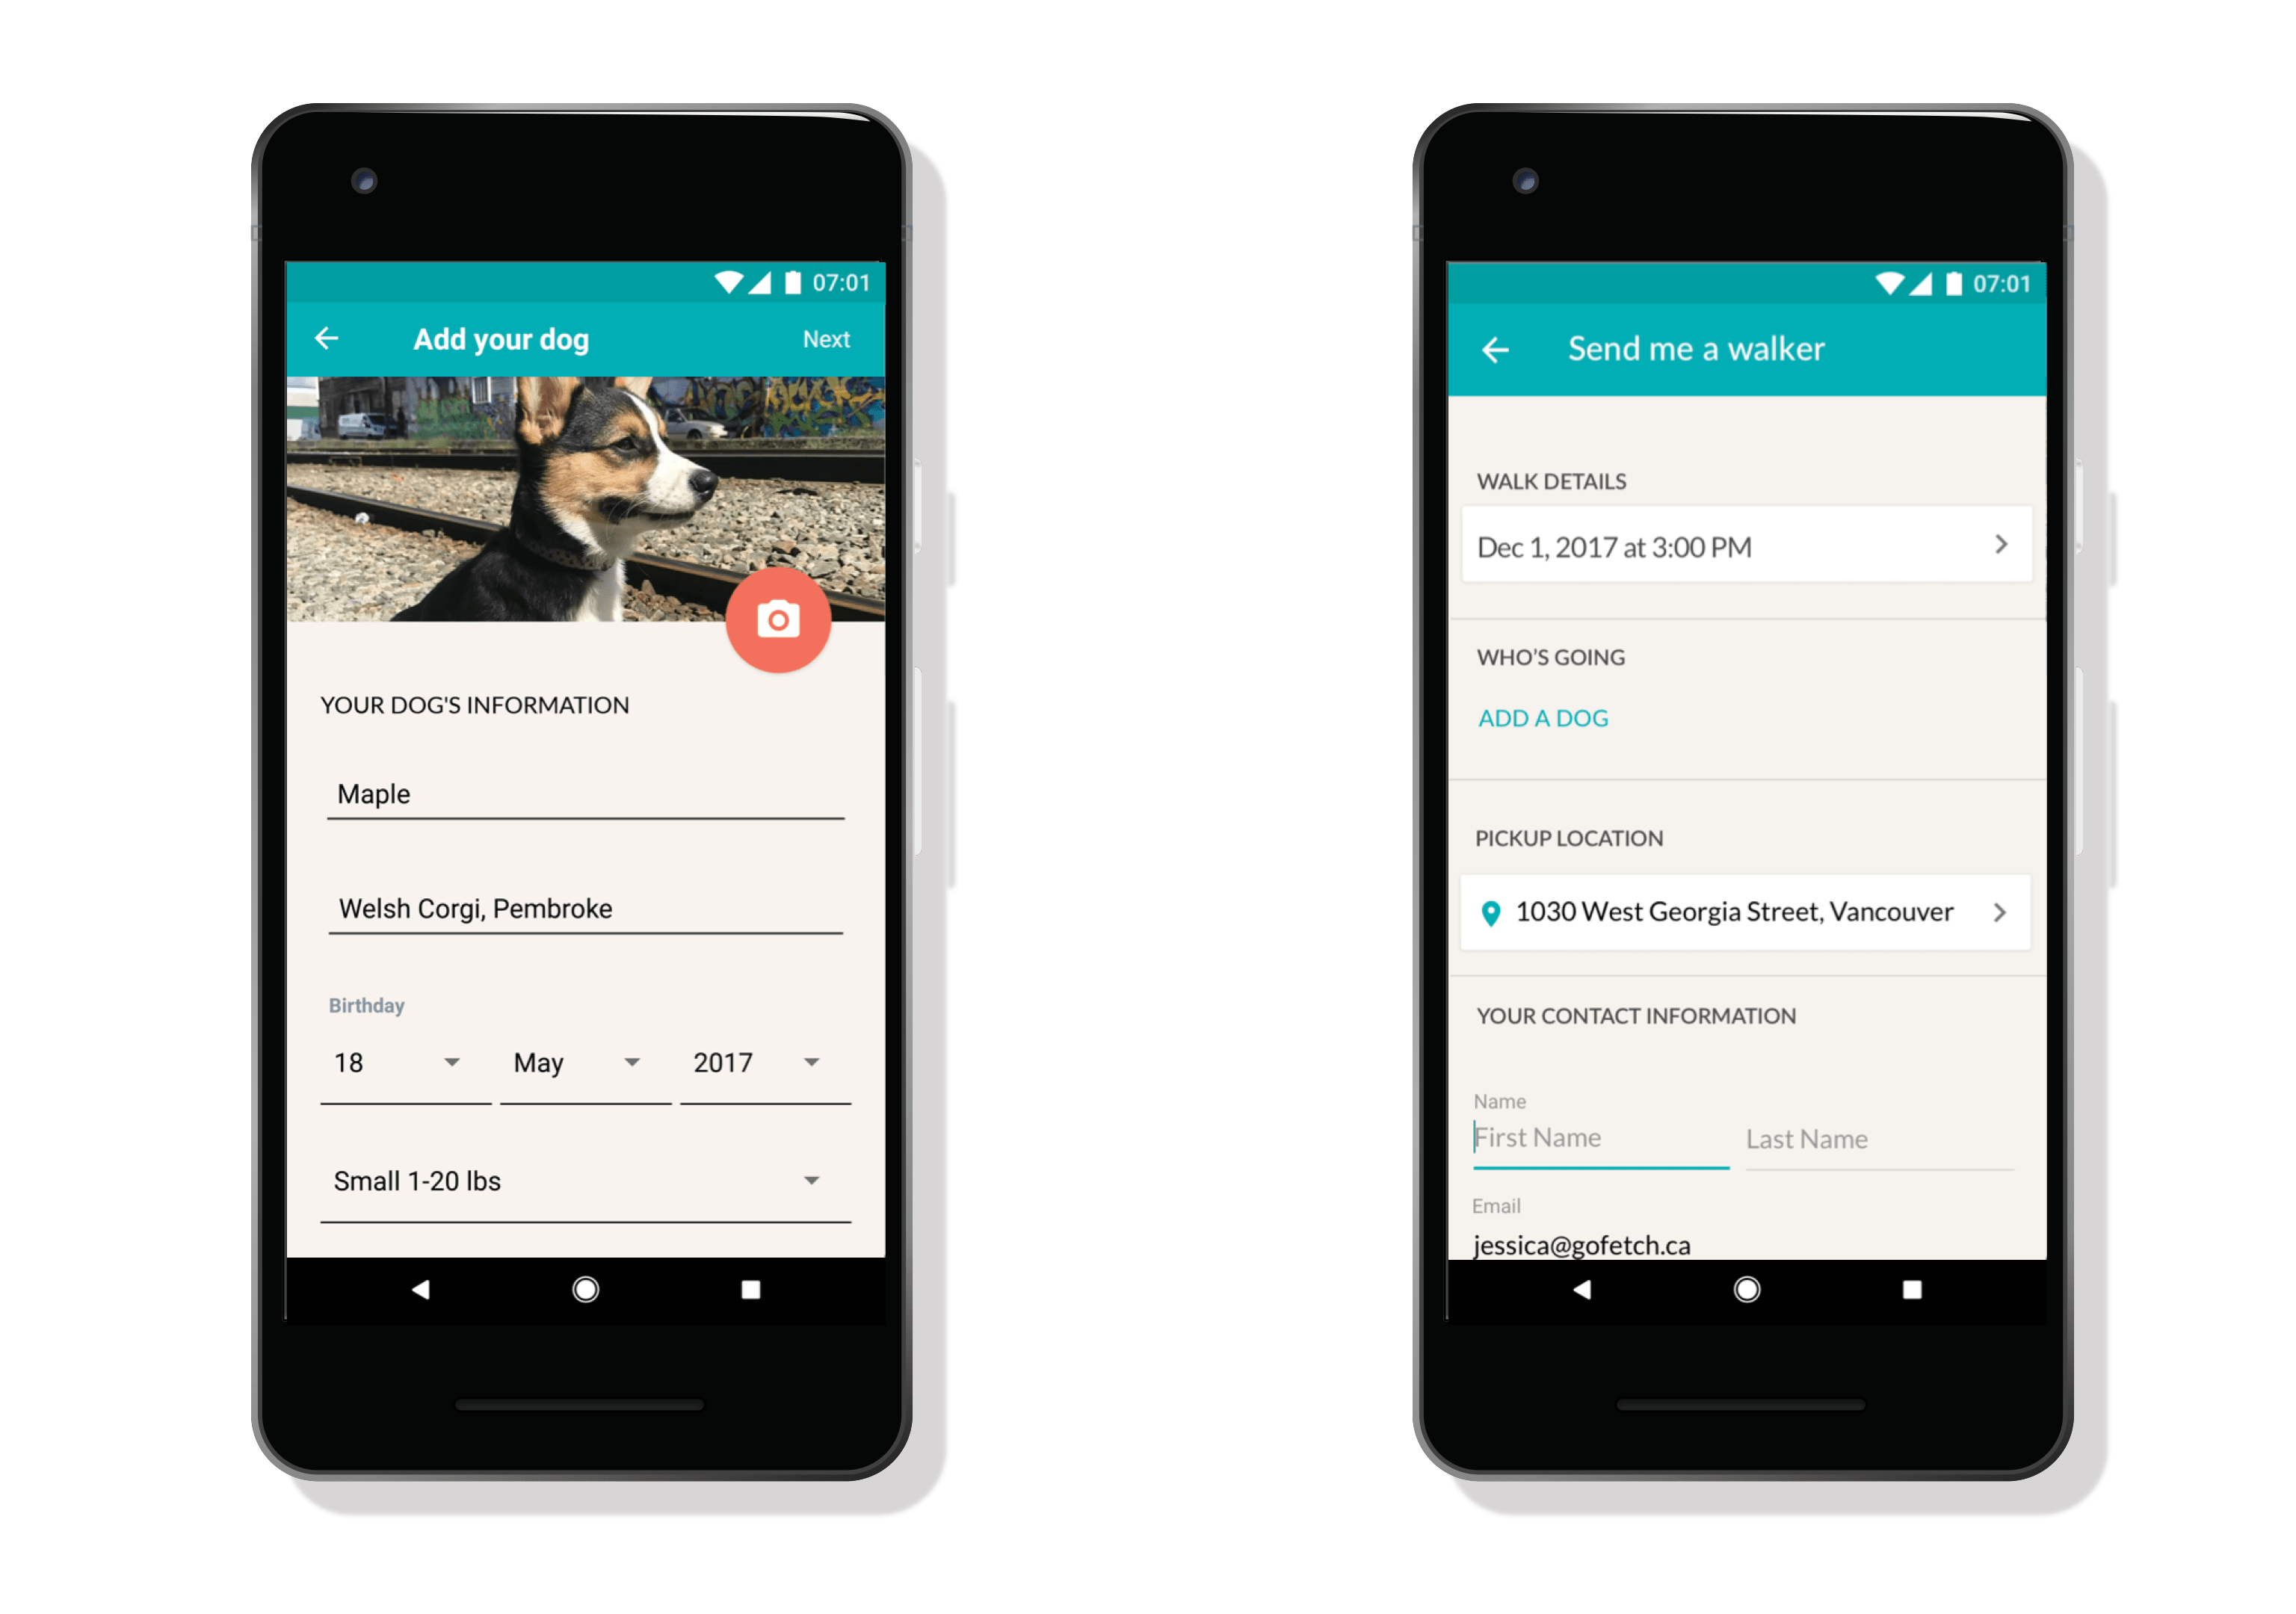 07:01
Add your dog
Next
YOUR DOG'S INFORMATION
Maple
Welsh Corgi, Pembroke
Birthday
18 May 2017
Small 1-20 lbs
07:01
Send me a walker
WALK DETAILS
Dec 1, 2017 at 3:00 PM
WHO'S GOING
ADD A DOG
PICKUP LOCATION
1030 West Georgia Street, Vancouver
YOUR CONTACT INFORMATION
Name
First Name Last Name
Email
jessica@gofetch.ca